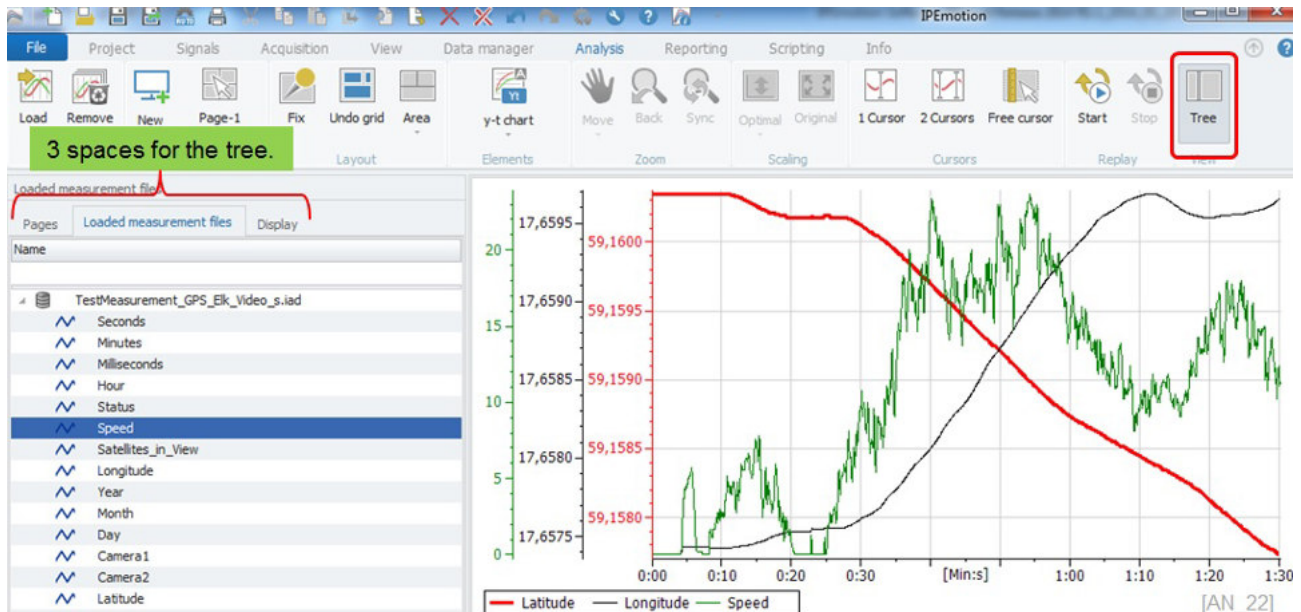 IPEmotion
File Project Signals Acquisition View Data manager Analysis Reporting Scripting Info
Load Remove New Page-1 Fix Undo grid Area y-t chart Move Back Sync Optimal Original 1 Cursor 2 Cursors Free cursor Start Stop Tree
3 spaces for the tree.
Layout Elements Zoom Scaling Cursors Replay View
Loaded measurement files
Pages Loaded measurement files Display
Name
TestMeasurement_GPS_Elk_Video_s.iad
Seconds
Minutes
Milliseconds
Hour
Status
Speed
Satellites_in_View
Longitude
Year
Month
Day
Camera1
Camera2
Latitude
20
15
10
5
0
17,6595
17,6590
17,6585
17,6580
17,6575
59,1600
59,1595
59,1590
59,1585
59,1580
0:00 0:10 0:20 0:30 [Min:s] 1:00 1:10 1:20 1:30
Latitude Longitude Speed
[AN_22]